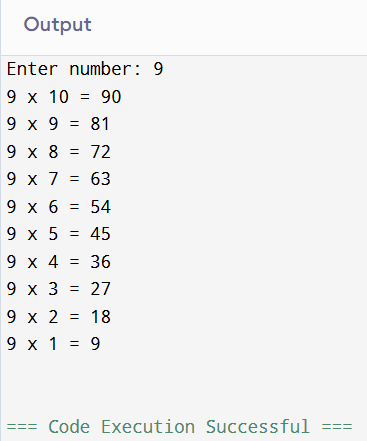 Output
Enter number: 9
9 x 10 = 90
9 x 9 = 81
9 x 8 = 72
9 x 7 = 63
9 x 6 = 54
9 x 5 = 45
9 x 4 = 36
9 x 3 = 27
9 x 2 = 18
9 x 1 = 9
=== Code Execution Successful ===